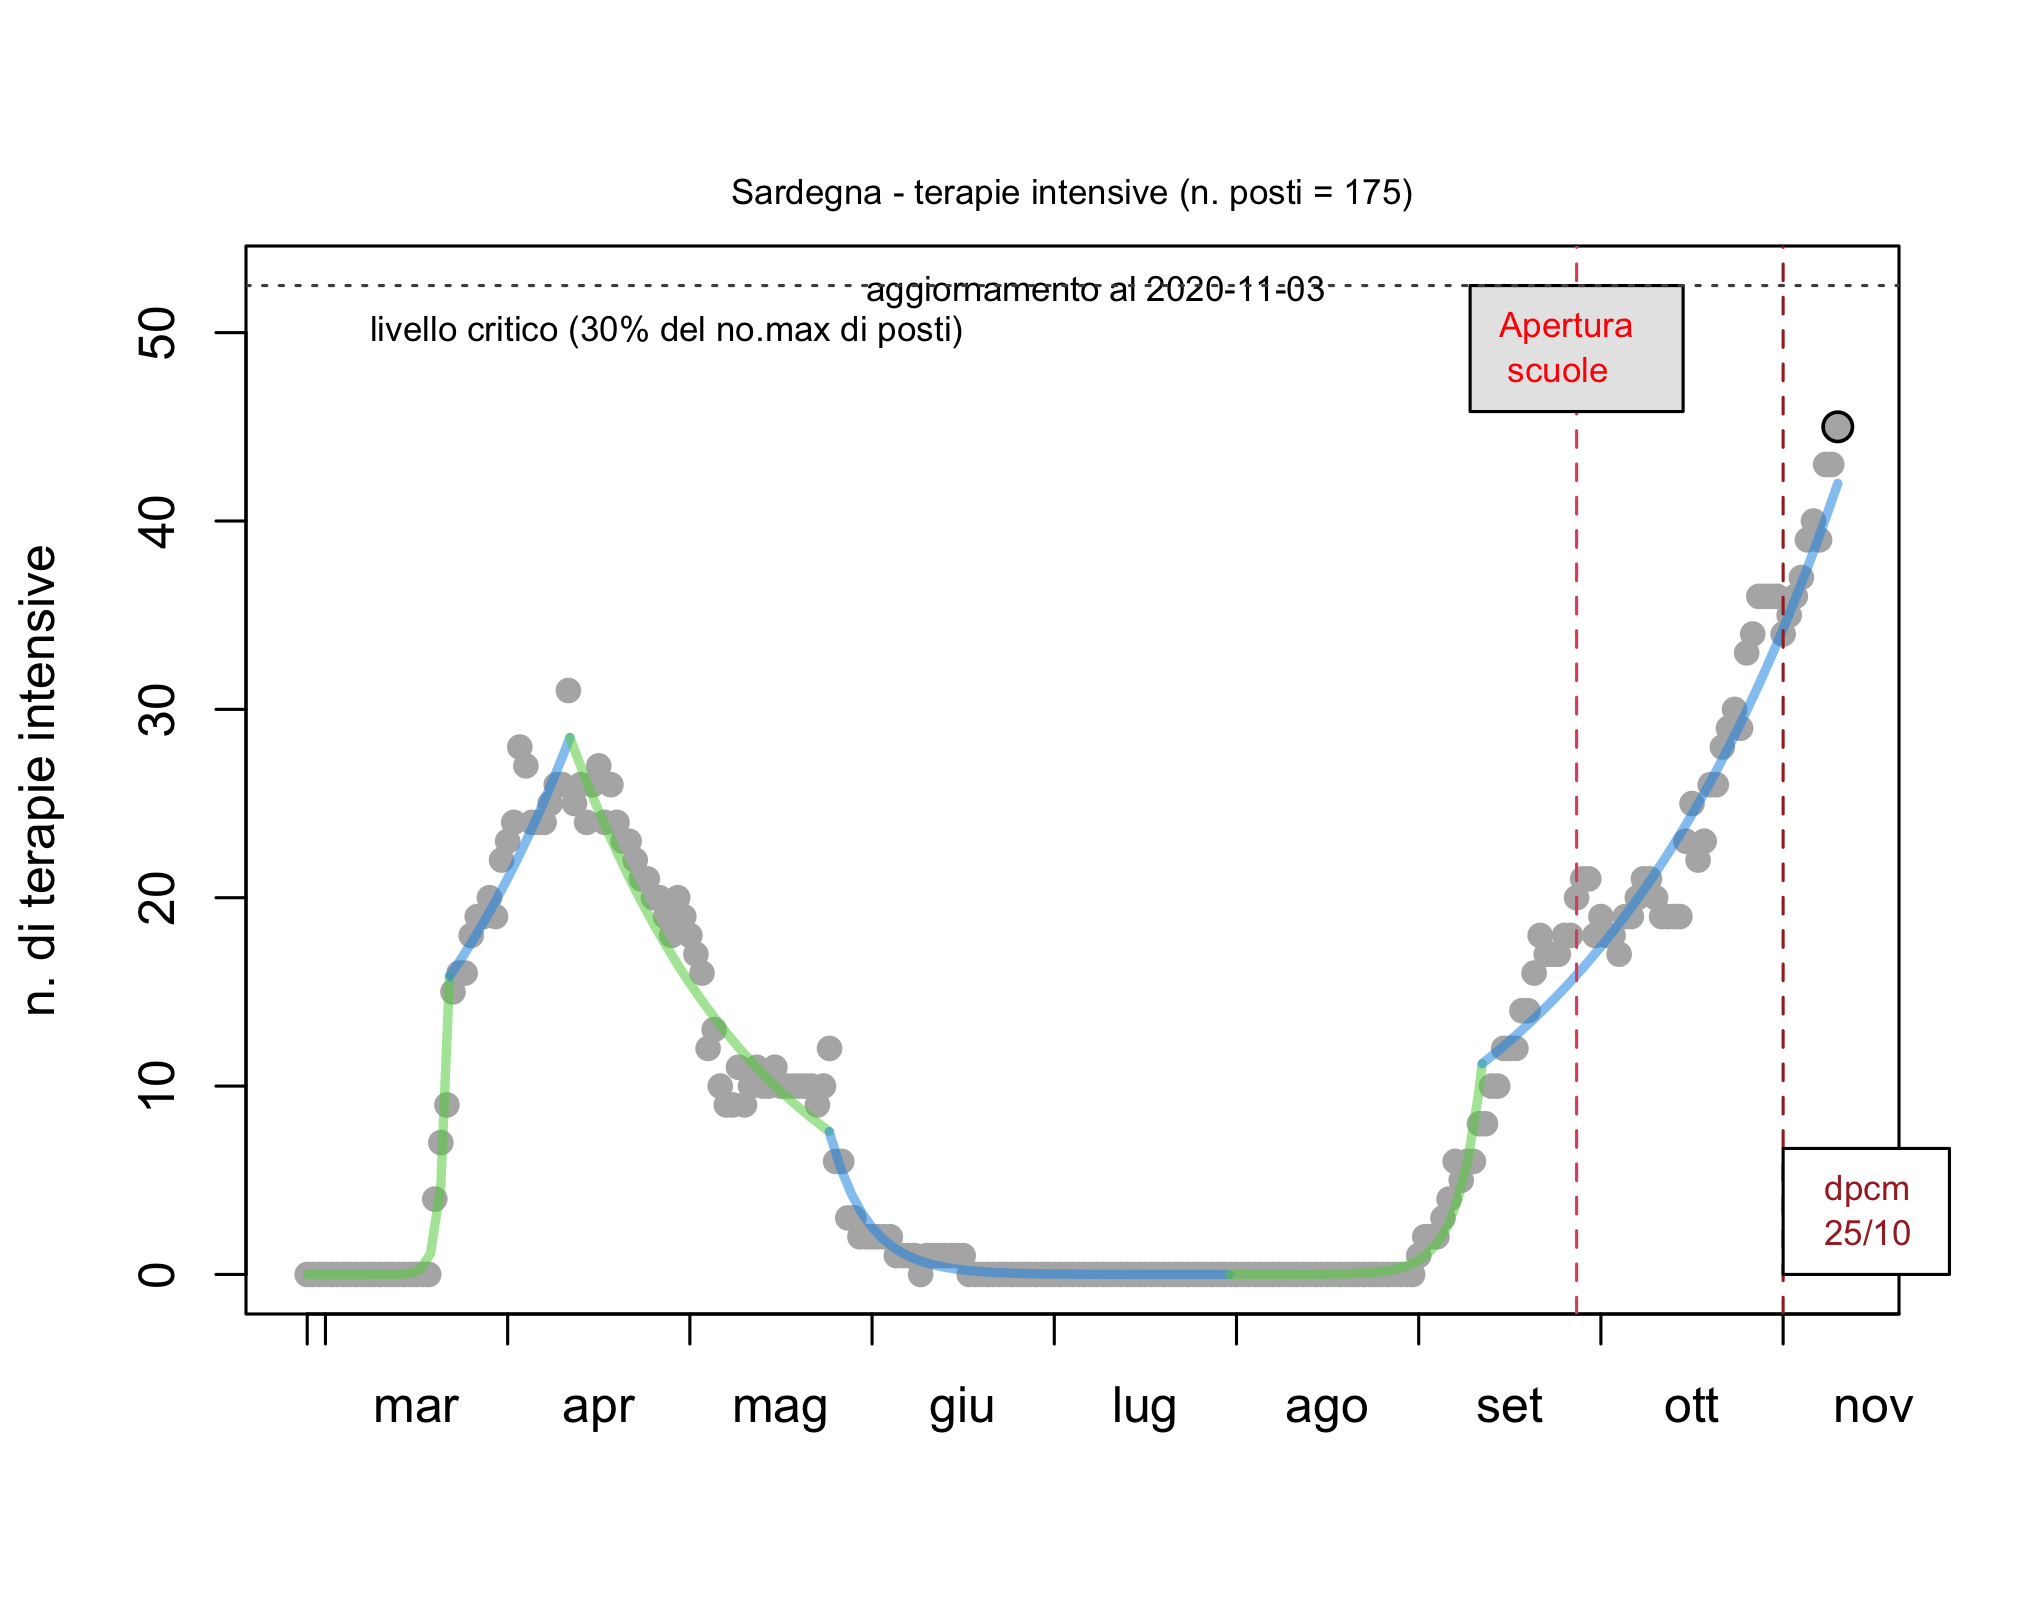 Sardegna - terapie intensive (n. posti = 175)
aggiornamento al 2020-11-03
livello critico (30% del no.max di posti)
Apertura
scuole
n. di terapie intensive
50
40
30
20
10
0
dpcm
25/10
mar apr mag giu lug ago set ott nov